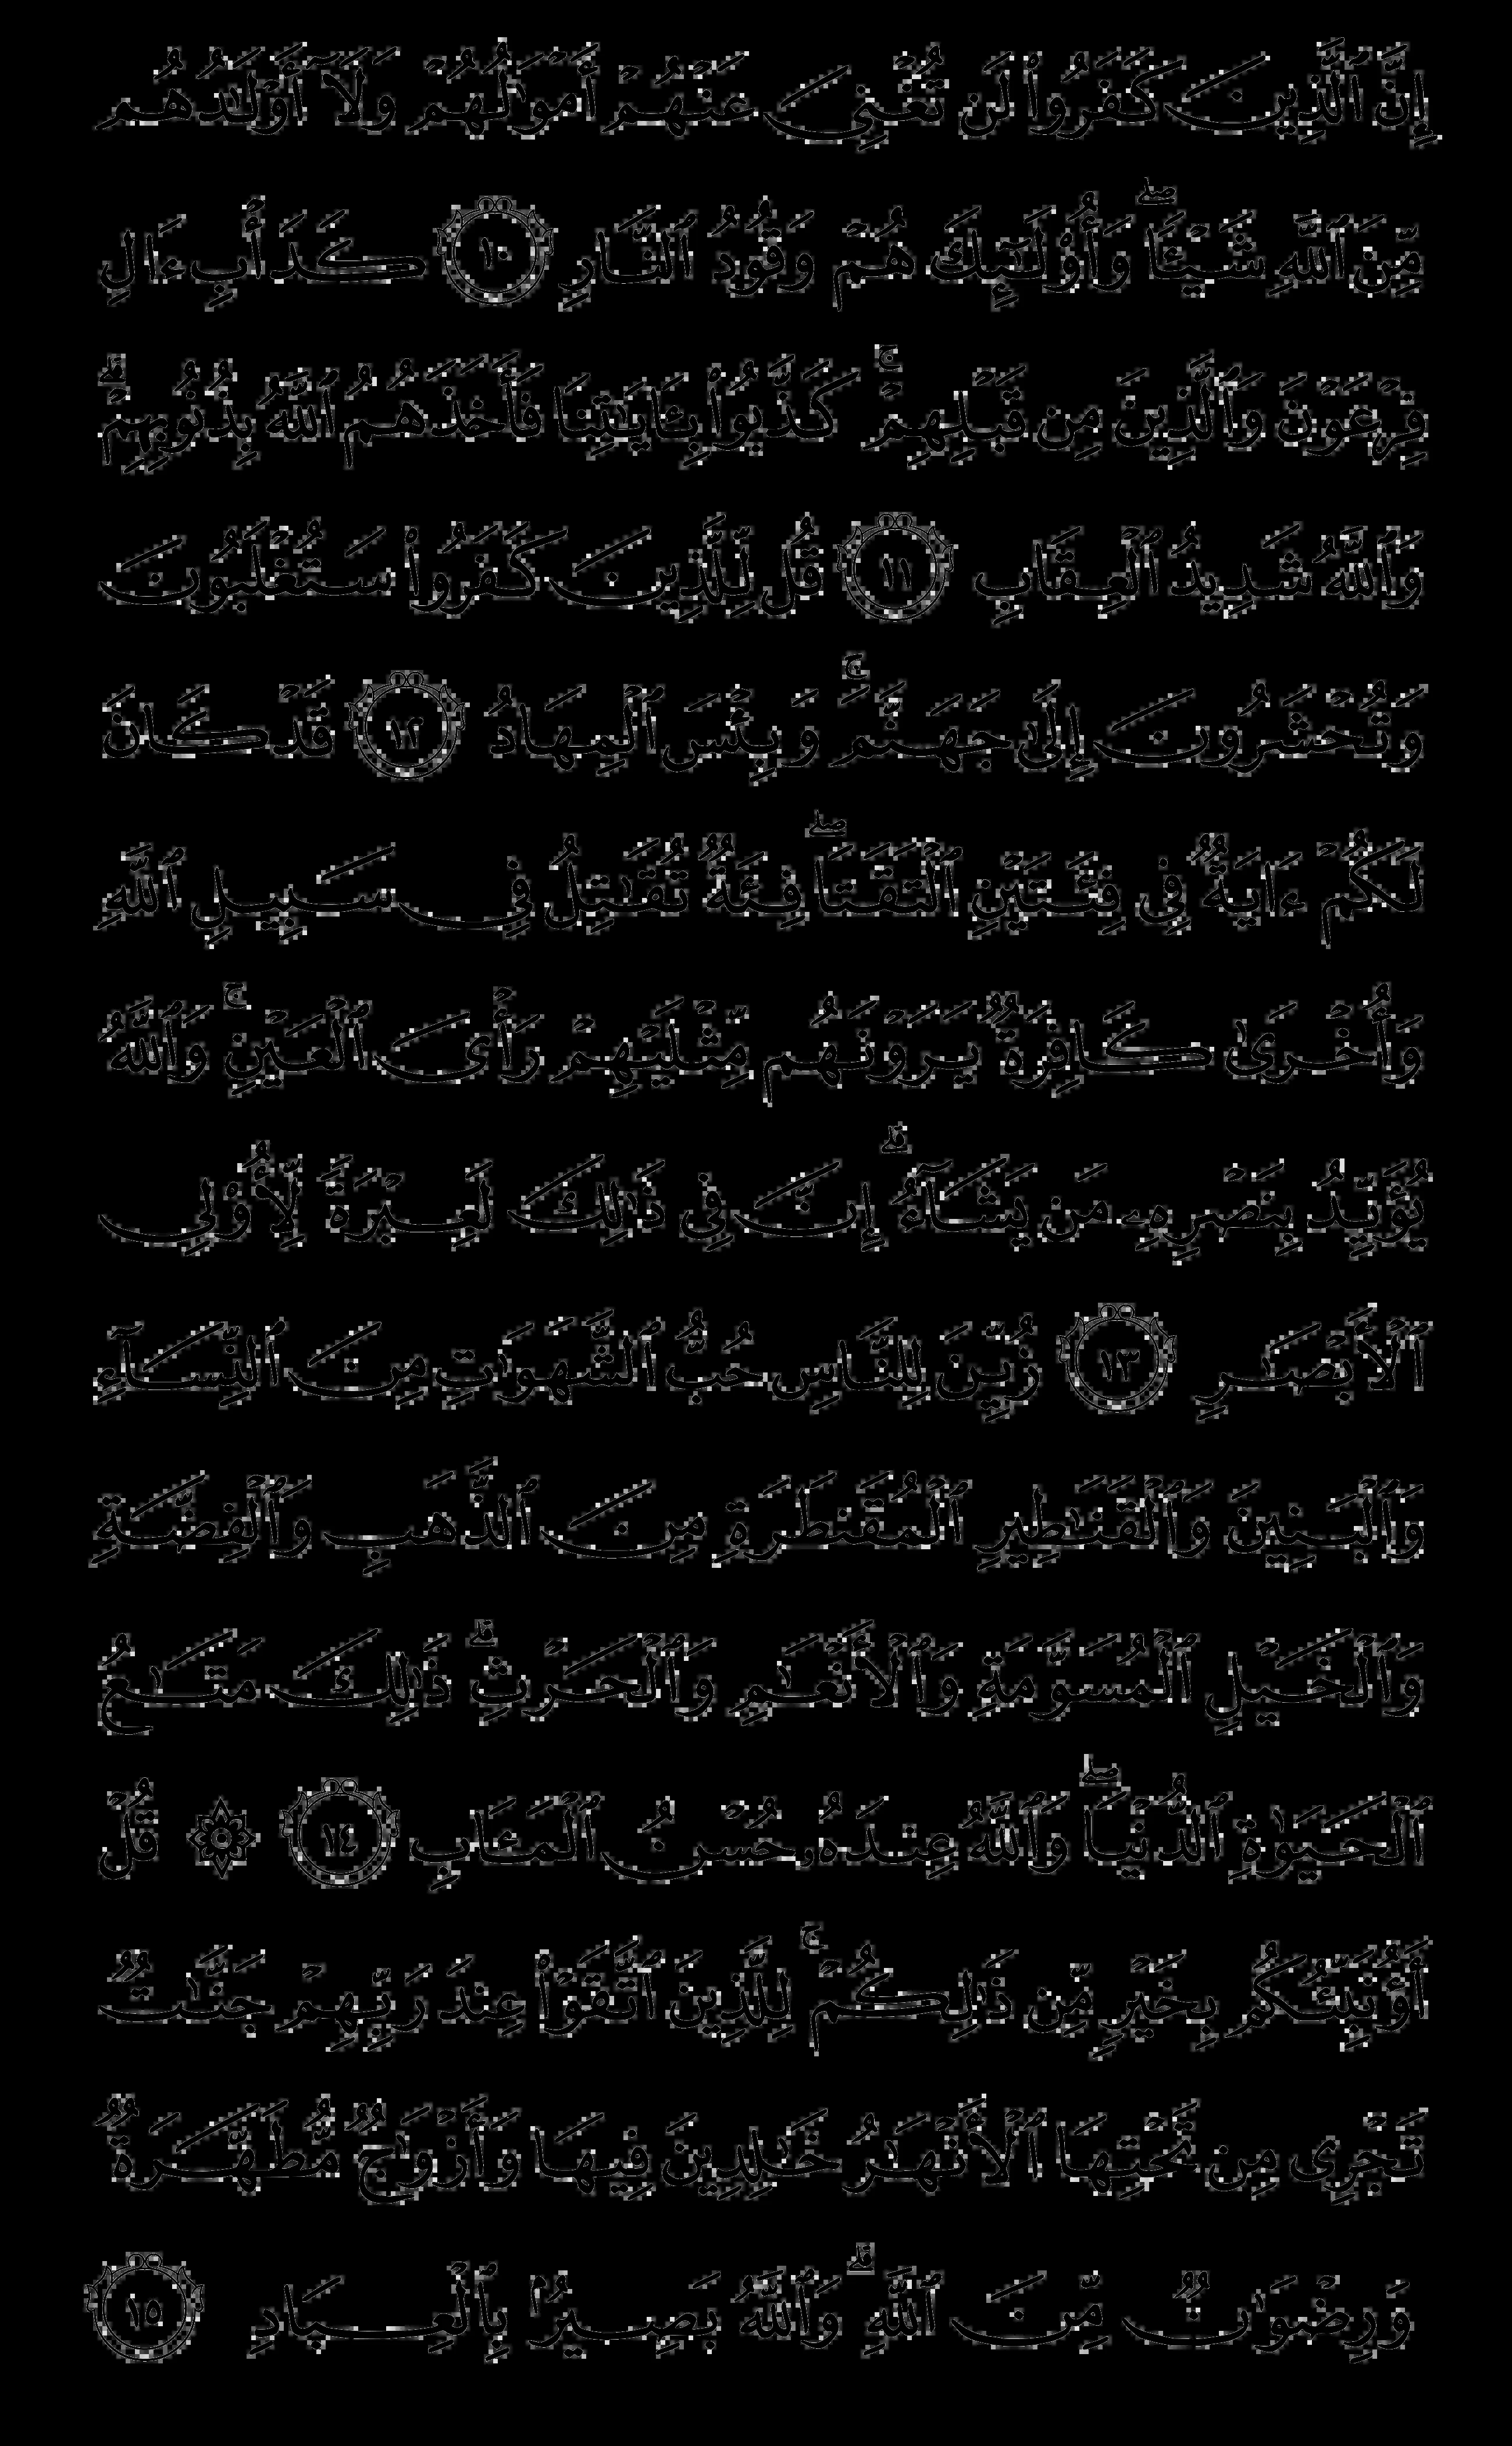 إِنَّ ٱلَّذِينَ كَفَرُوا۟ لَن تُغْنِىَ عَنْهُمْ أَمْوَٰلُهُمْ وَلَآ أَوْلَـٰدُهُم
مِّنَ ٱللَّهِ شَيْـًٔا ۖ وَأُو۟لَـٰٓئِكَ هُمْ وَقُودُ ٱلنَّارِ ١٠ كَدَأْبِ ءَالِ
فِرْعَوْنَ وَٱلَّذِينَ مِن قَبْلِهِمْ ۚ كَذَّبُوا۟ بِـَٔايَـٰتِنَا فَأَخَذَهُمُ ٱللَّهُ بِذُنُوبِهِمْ ۗ
وَٱللَّهُ شَدِيدُ ٱلْعِقَابِ ١١ قُل لِّلَّذِينَ كَفَرُوا۟ سَتُغْلَبُونَ
وَتُحْشَرُونَ إِلَىٰ جَهَنَّمَ ۚ وَبِئْسَ ٱلْمِهَادُ ١٢ قَدْ كَانَ
لَكُمْ ءَايَةٌ فِى فِئَتَيْنِ ٱلْتَقَتَا ۖ فِئَةٌ تُقَـٰتِلُ فِى سَبِيلِ ٱللَّهِ
وَأُخْرَىٰ كَافِرَةٌ يَرَوْنَهُم مِّثْلَيْهِمْ رَأْىَ ٱلْعَيْنِ ۚ وَٱللَّهُ
يُؤَيِّدُ بِنَصْرِهِۦ مَن يَشَآءُ ۗ إِنَّ فِى ذَٰلِكَ لَعِبْرَةً لِّأُو۟لِى
ٱلْأَبْصَـٰرِ ١٣ زُيِّنَ لِلنَّاسِ حُبُّ ٱلشَّهَوَٰتِ مِنَ ٱلنِّسَآءِ
وَٱلْبَنِينَ وَٱلْقَنَـٰطِيرِ ٱلْمُقَنطَرَةِ مِنَ ٱلذَّهَبِ وَٱلْفِضَّةِ
وَٱلْخَيْلِ ٱلْمُسَوَّمَةِ وَٱلْأَنْعَـٰمِ وَٱلْحَرْثِ ۗ ذَٰلِكَ مَتَـٰعُ
ٱلْحَيَوٰةِ ٱلدُّنْيَا ۖ وَٱللَّهُ عِندَهُۥ حُسْنُ ٱلْمَـَٔابِ ١٤ ۞ قُلْ
أَؤُنَبِّئُكُم بِخَيْرٍ مِّن ذَٰلِكُمْ ۚ لِلَّذِينَ ٱتَّقَوْا۟ عِندَ رَبِّهِمْ جَنَّـٰتٌ
تَجْرِى مِن تَحْتِهَا ٱلْأَنْهَـٰرُ خَـٰلِدِينَ فِيهَا وَأَزْوَٰجٌ مُّطَهَّرَةٌ
وَرِضْوَٰنٌ مِّنَ ٱللَّهِ ۗ وَٱللَّهُ بَصِيرٌۢ بِٱلْعِبَادِ ١٥